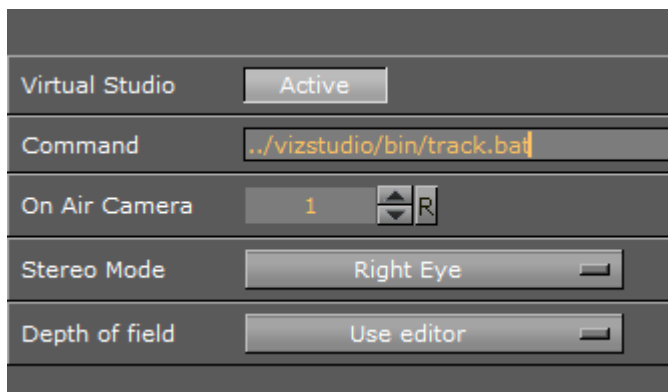 Virtual Studio Active
Command ../vizstudio/bin/track.bat
On Air Camera 1 R
Stereo Mode Right Eye
Depth of field Use editor